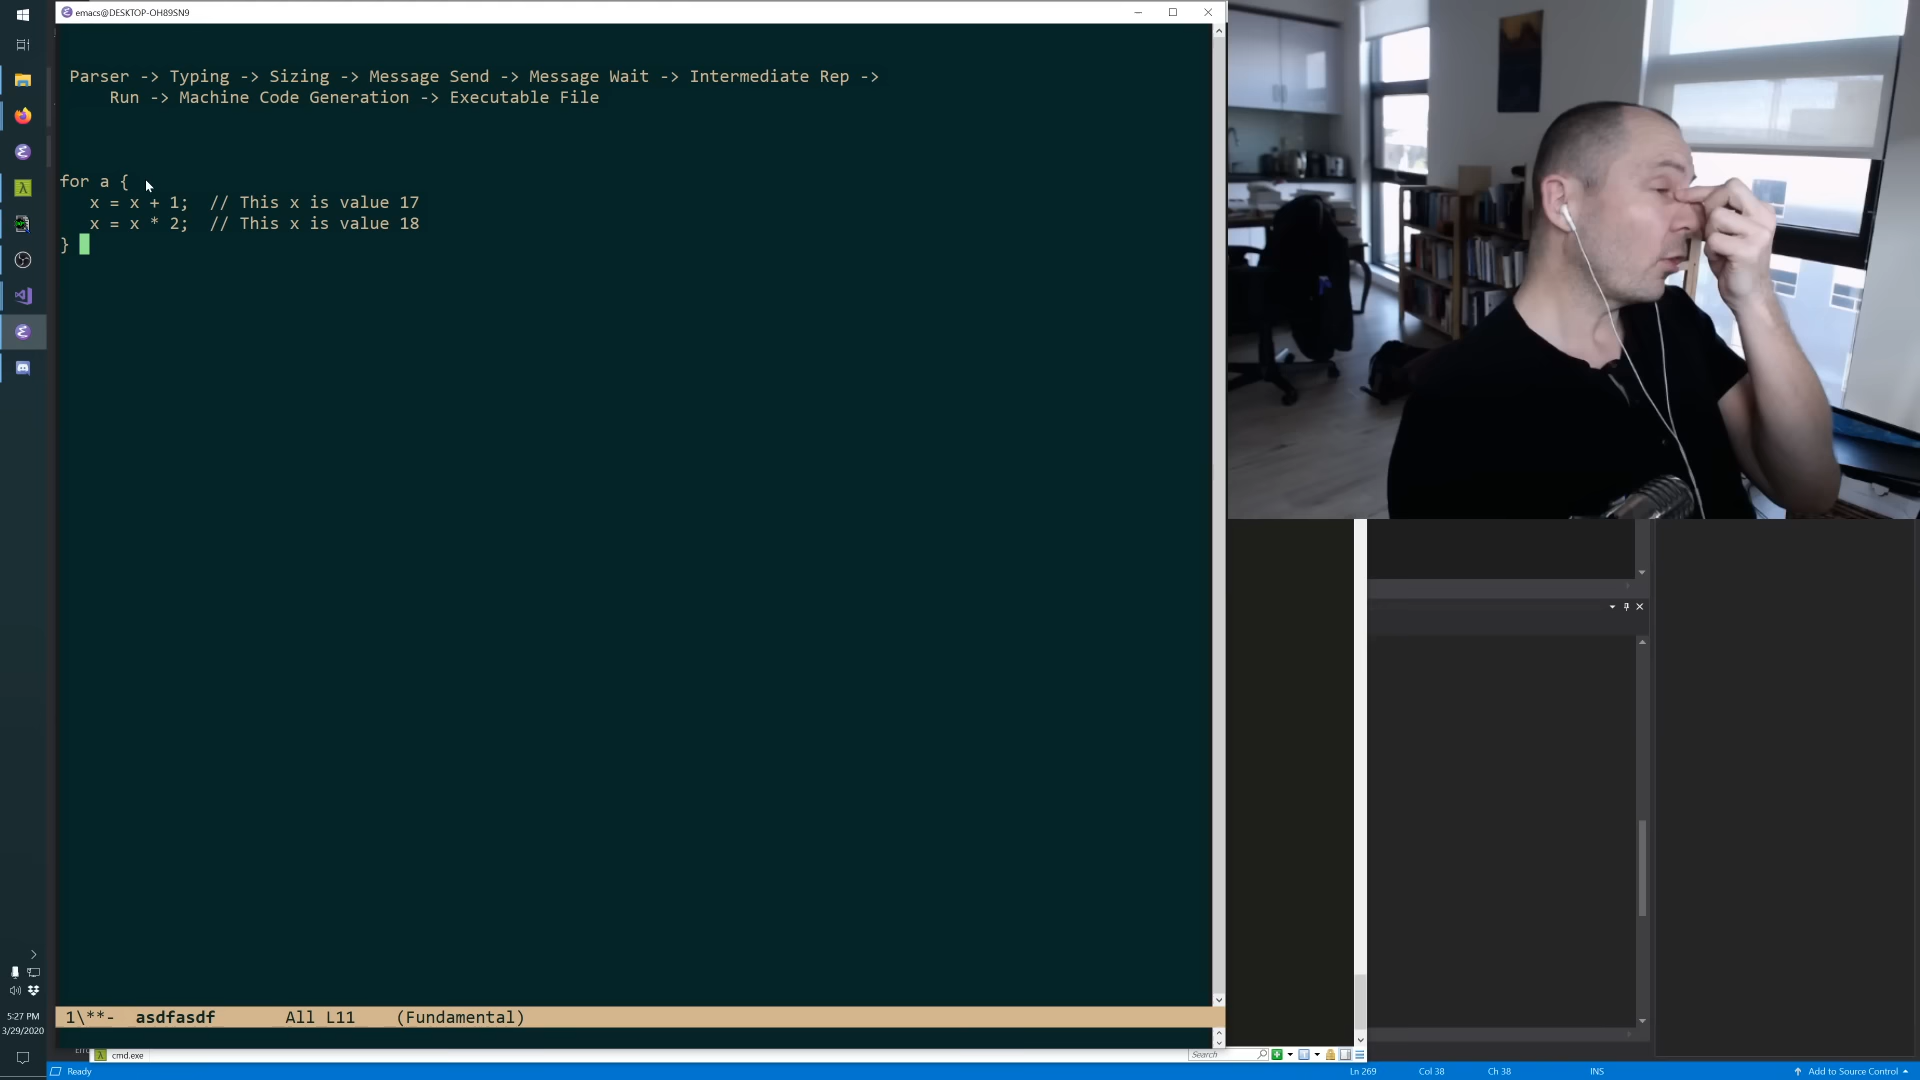 emacs@DESKTOP-OH89SN9
Parser -> Typing -> Sizing -> Message Send -> Message Wait -> Intermediate Rep ->
Run -> Machine Code Generation -> Executable File
for a {
x = x + 1;  // This x is value 17
x = x * 2;  // This x is value 18
}
1\**-  asdfasdf       All L11    (Fundamental)
5:27 PM
3/29/2020
cmd.exe
Search
Ready
Ln 269
Col 38
Ch 38
INS
Add to Source Control